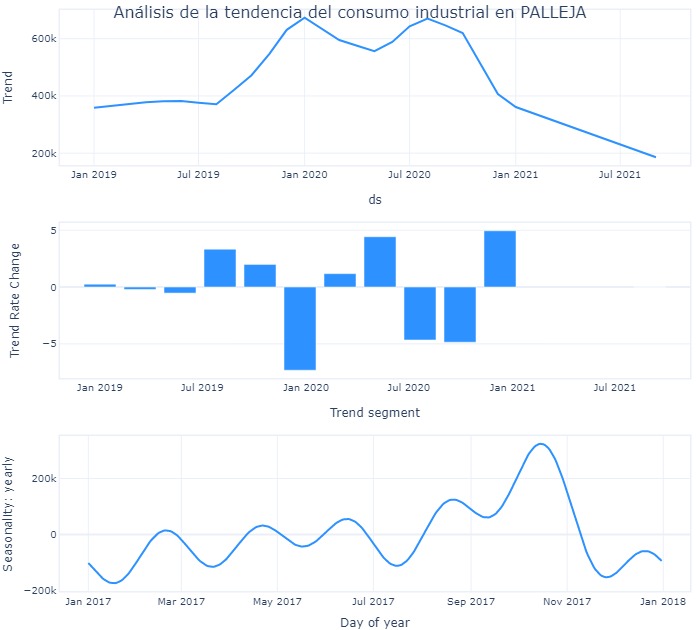 Análisis de la tendencia del consumo industrial en PALLEJA
Trend
600k
400k
200k
Jan 2019 Jul 2019 Jan 2020 Jul 2020 Jan 2021 Jul 2021
ds
Trend Rate Change
5
0
−5
Jan 2019 Jul 2019 Jan 2020 Jul 2020 Jan 2021 Jul 2021
Trend segment
Seasonality: yearly
200k
0
−200k
Jan 2017 Mar 2017 May 2017 Jul 2017 Sep 2017 Nov 2017 Jan 2018
Day of year